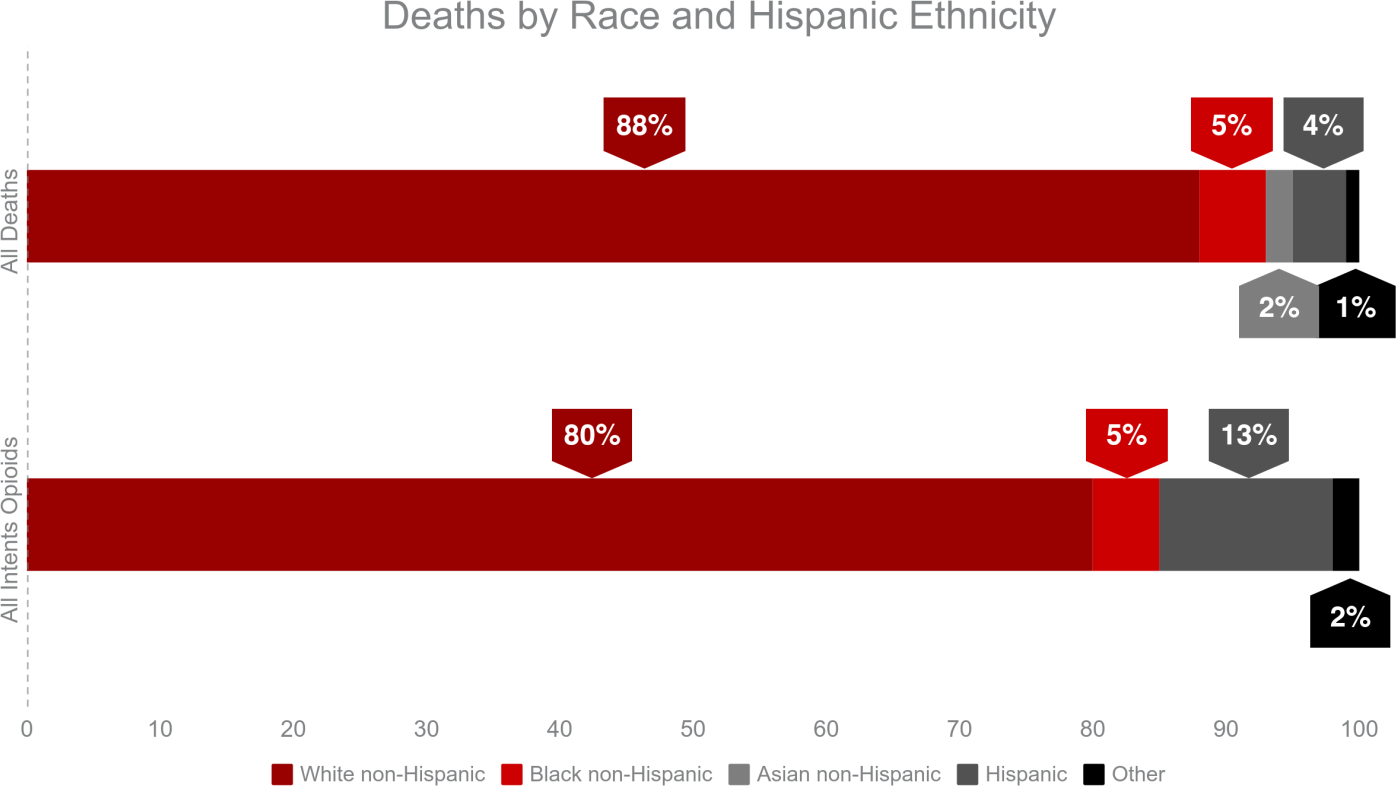 Deaths by Race and Hispanic Ethnicity
All Deaths
88%
5%
4%
2%
1%
All Intents Opioids
80%
5%
13%
2%
0 10 20 30 40 50 60 70 80 90 100
White non-Hispanic Black non-Hispanic Asian non-Hispanic Hispanic Other